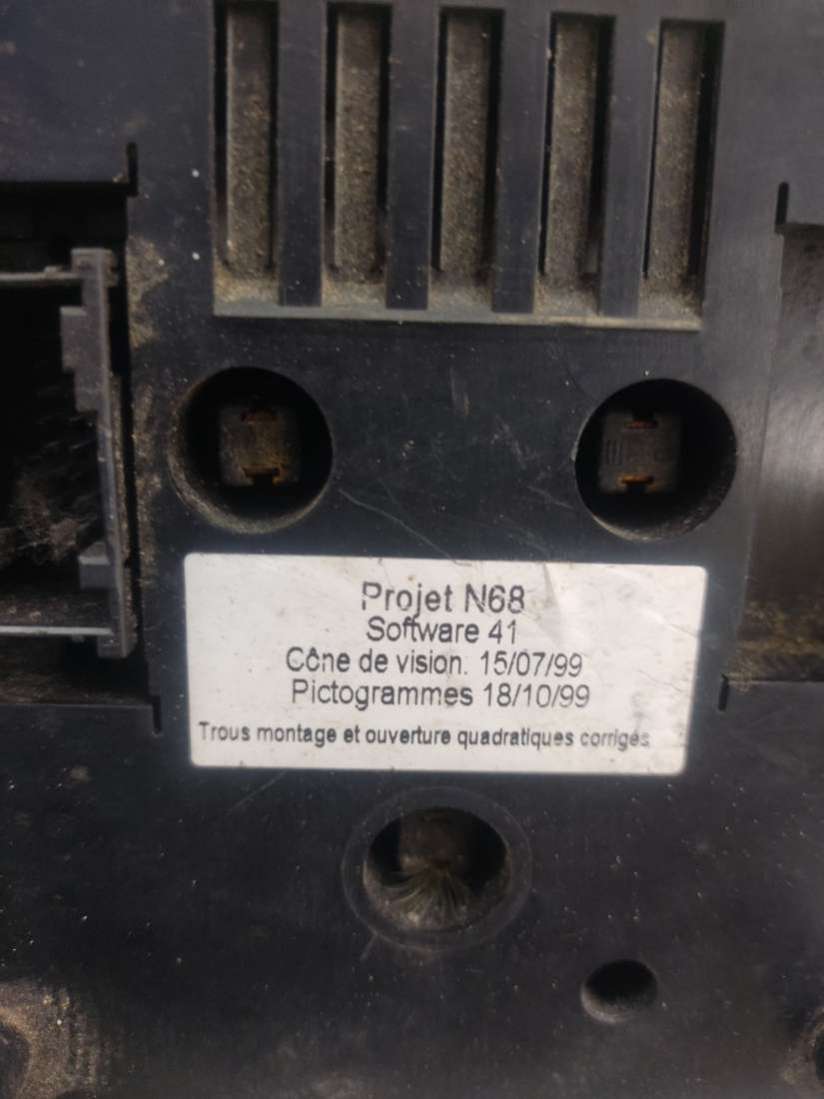 Projet N68
Software 41
Cône de vision. 15/07/99
Pictogrammes 18/10/99
Trous montage et ouverture quadratiques corrigés